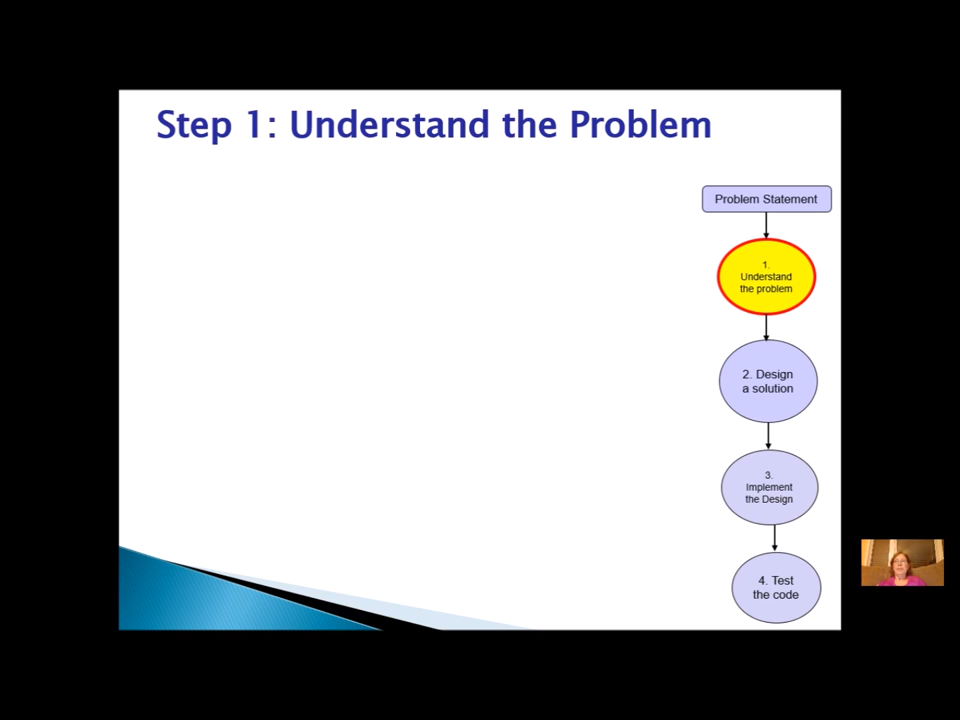 Step 1: Understand the Problem
Problem Statement
1.
Understand
the problem
2. Design
a solution
3.
Implement
the Design
4. Test
the code